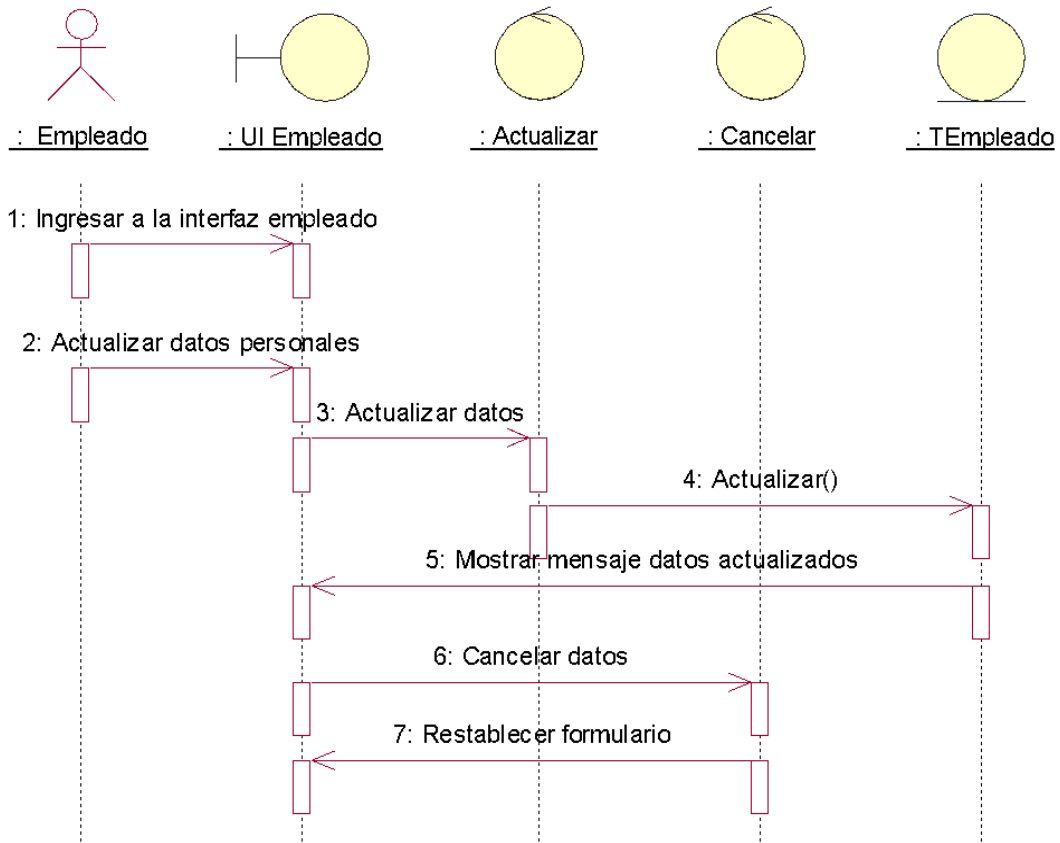 : Empleado
: UI Empleado
: Actualizar
: Cancelar
: TEmpleado
1: Ingresar a la interfaz empleado
2: Actualizar datos personales
3: Actualizar datos
4: Actualizar()
5: Mostrar mensaje datos actualizados
6: Cancelar datos
7: Restablecer formulario